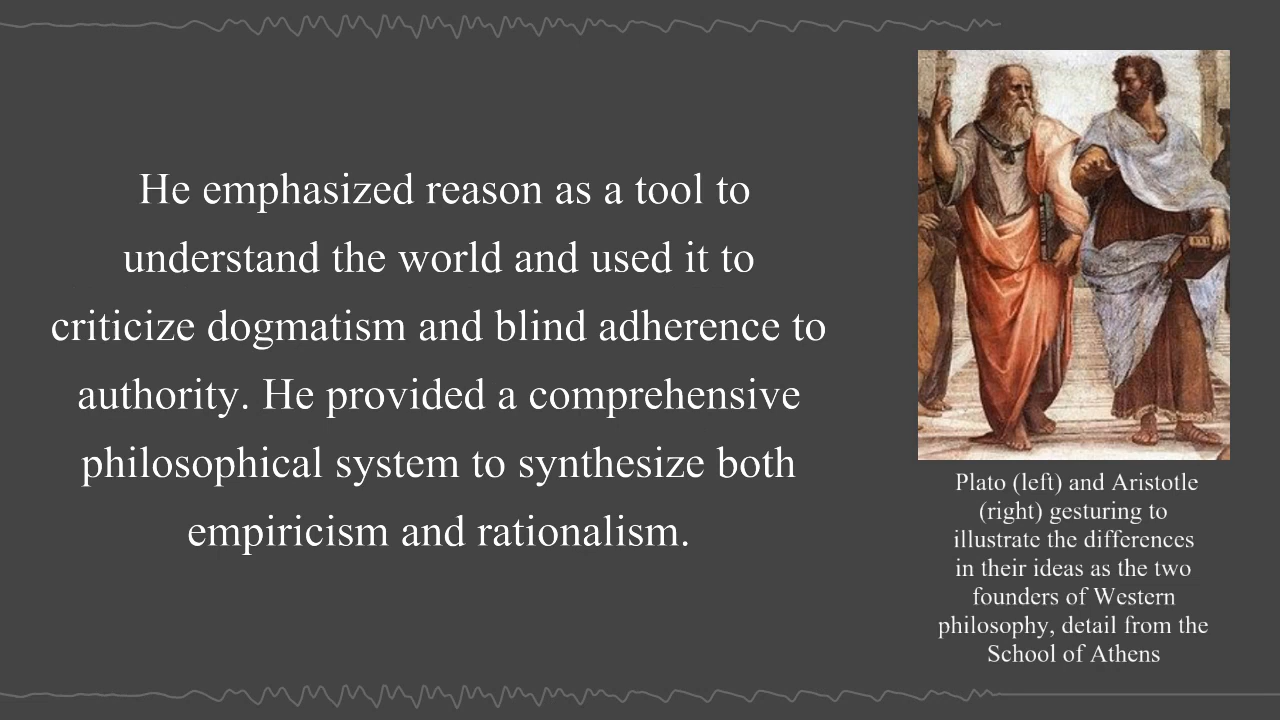 He emphasized reason as a tool to
understand the world and used it to
criticize dogmatism and blind adherence to
authority. He provided a comprehensive
philosophical system to synthesize both
empiricism and rationalism.
Plato (left) and Aristotle
(right) gesturing to
illustrate the differences
in their ideas as the two
founders of Western
philosophy, detail from the
School of Athens